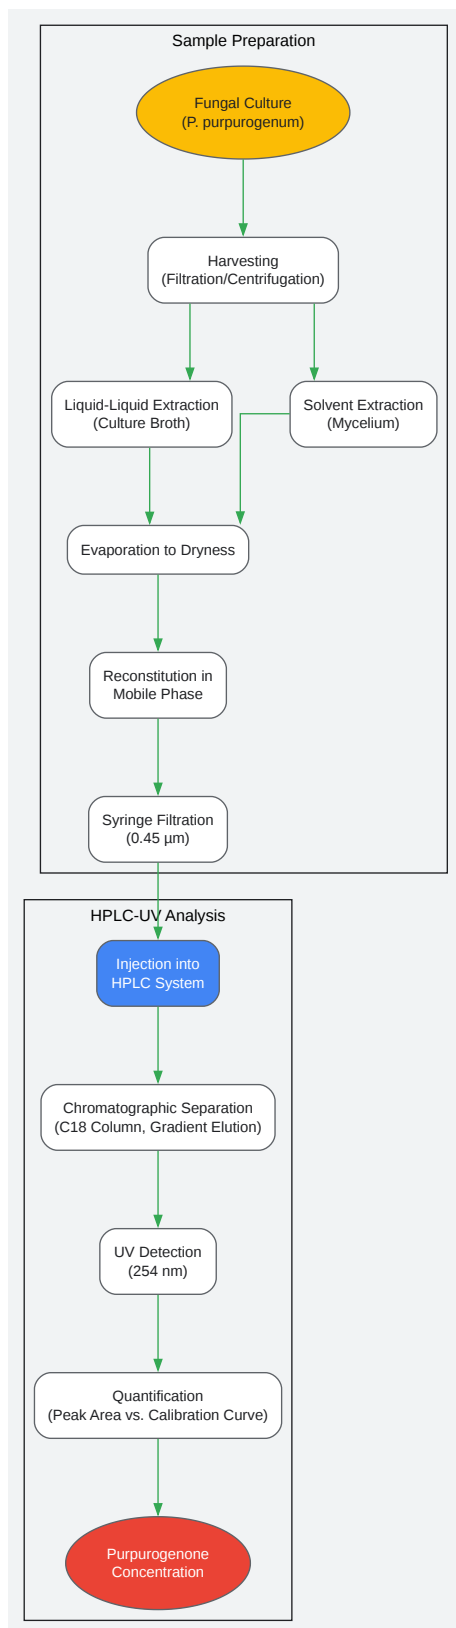 Sample Preparation
Fungal Culture
(P. purpurogenum)
Harvesting
(Filtration/Centrifugation)
Liquid-Liquid Extraction
(Culture Broth)
Solvent Extraction
(Mycelium)
Evaporation to Dryness
Reconstitution in
Mobile Phase
Syringe Filtration
(0.45 µm)
HPLC-UV Analysis
Injection into
HPLC System
Chromatographic Separation
(C18 Column, Gradient Elution)
UV Detection
(254 nm)
Quantification
(Peak Area vs. Calibration Curve)
Purpurogenone
Concentration